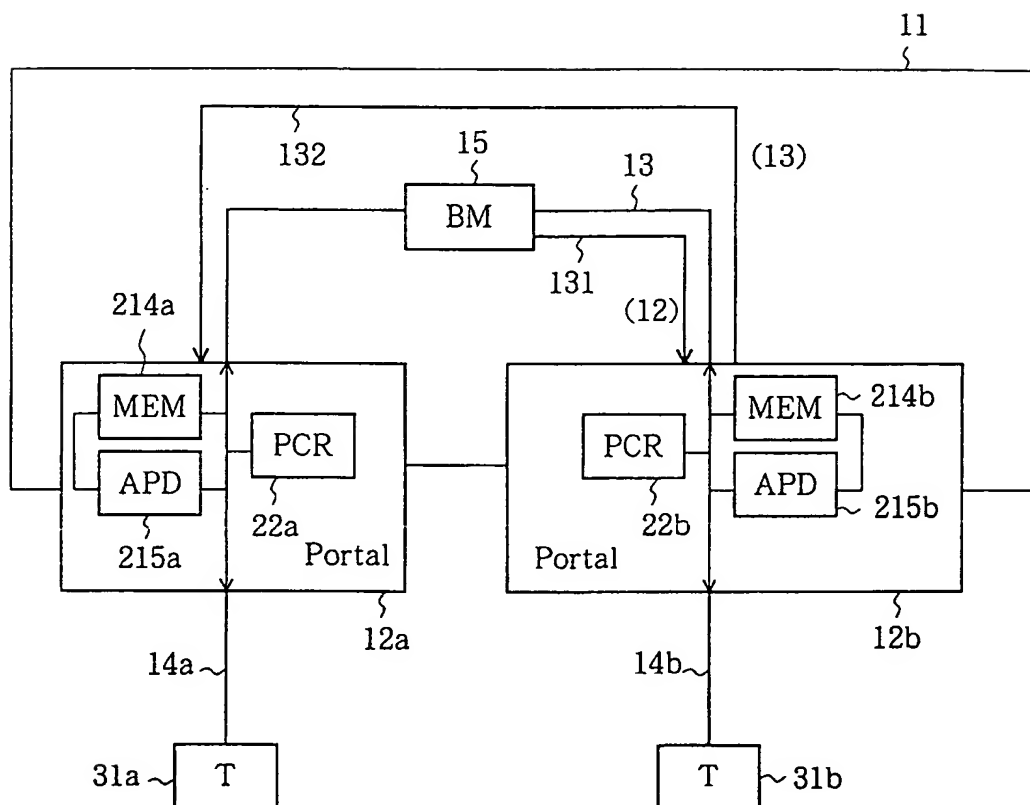 11
132
15
13
(13)
BM
131
(12)
214a
MEM
PCR
APD
22a
215a
Portal
12a
MEM
214b
PCR
APD
22b
215b
Portal
12b
14a
14b
31a
T
T
31b